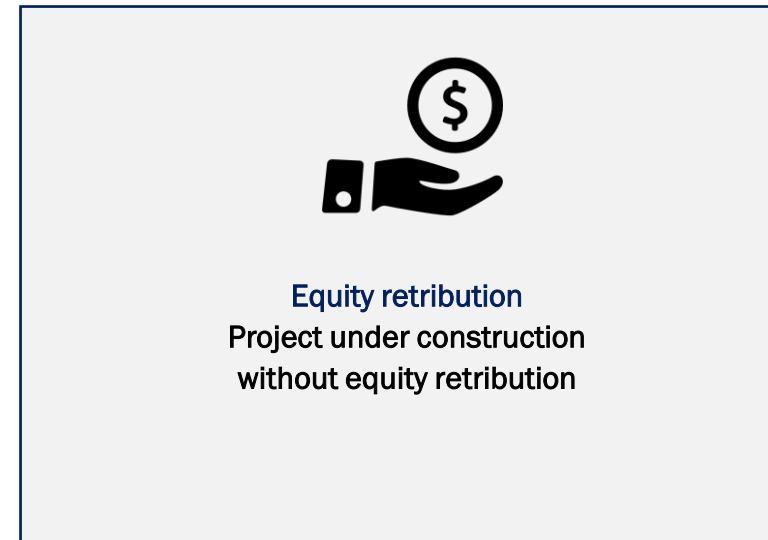 $
Equity retribution
Project under construction
without equity retribution